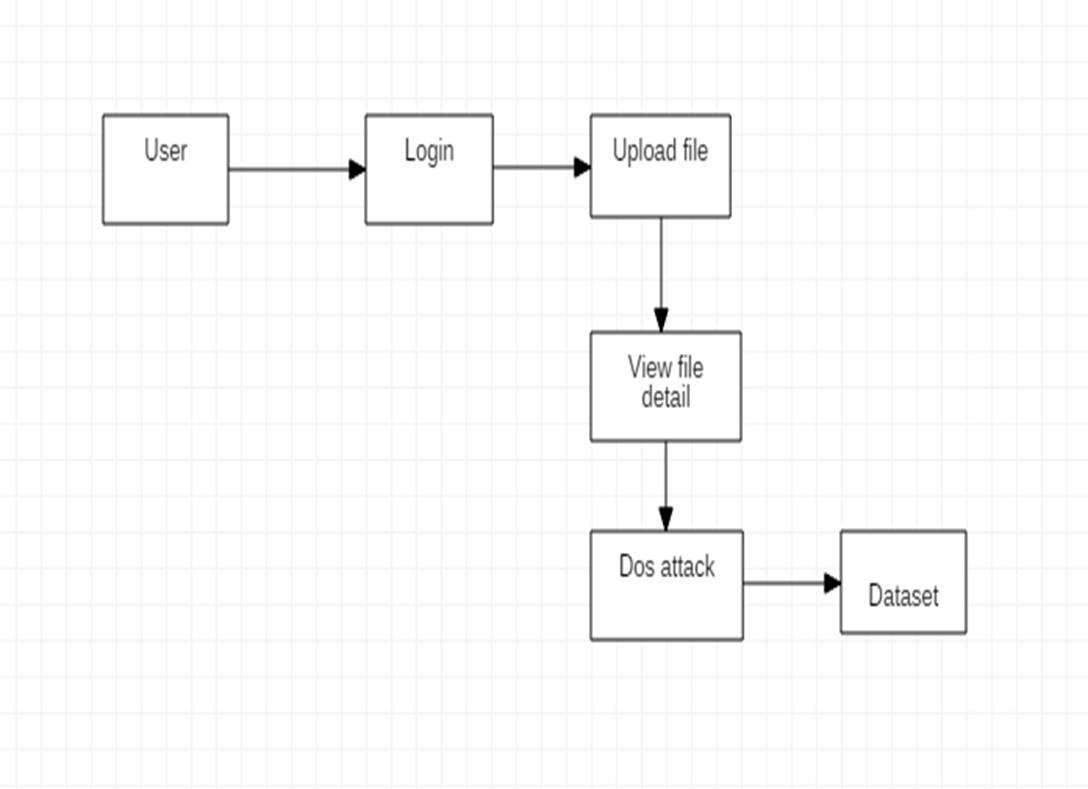 User
Login
Upload file
View file
detail
Dos attack
Dataset